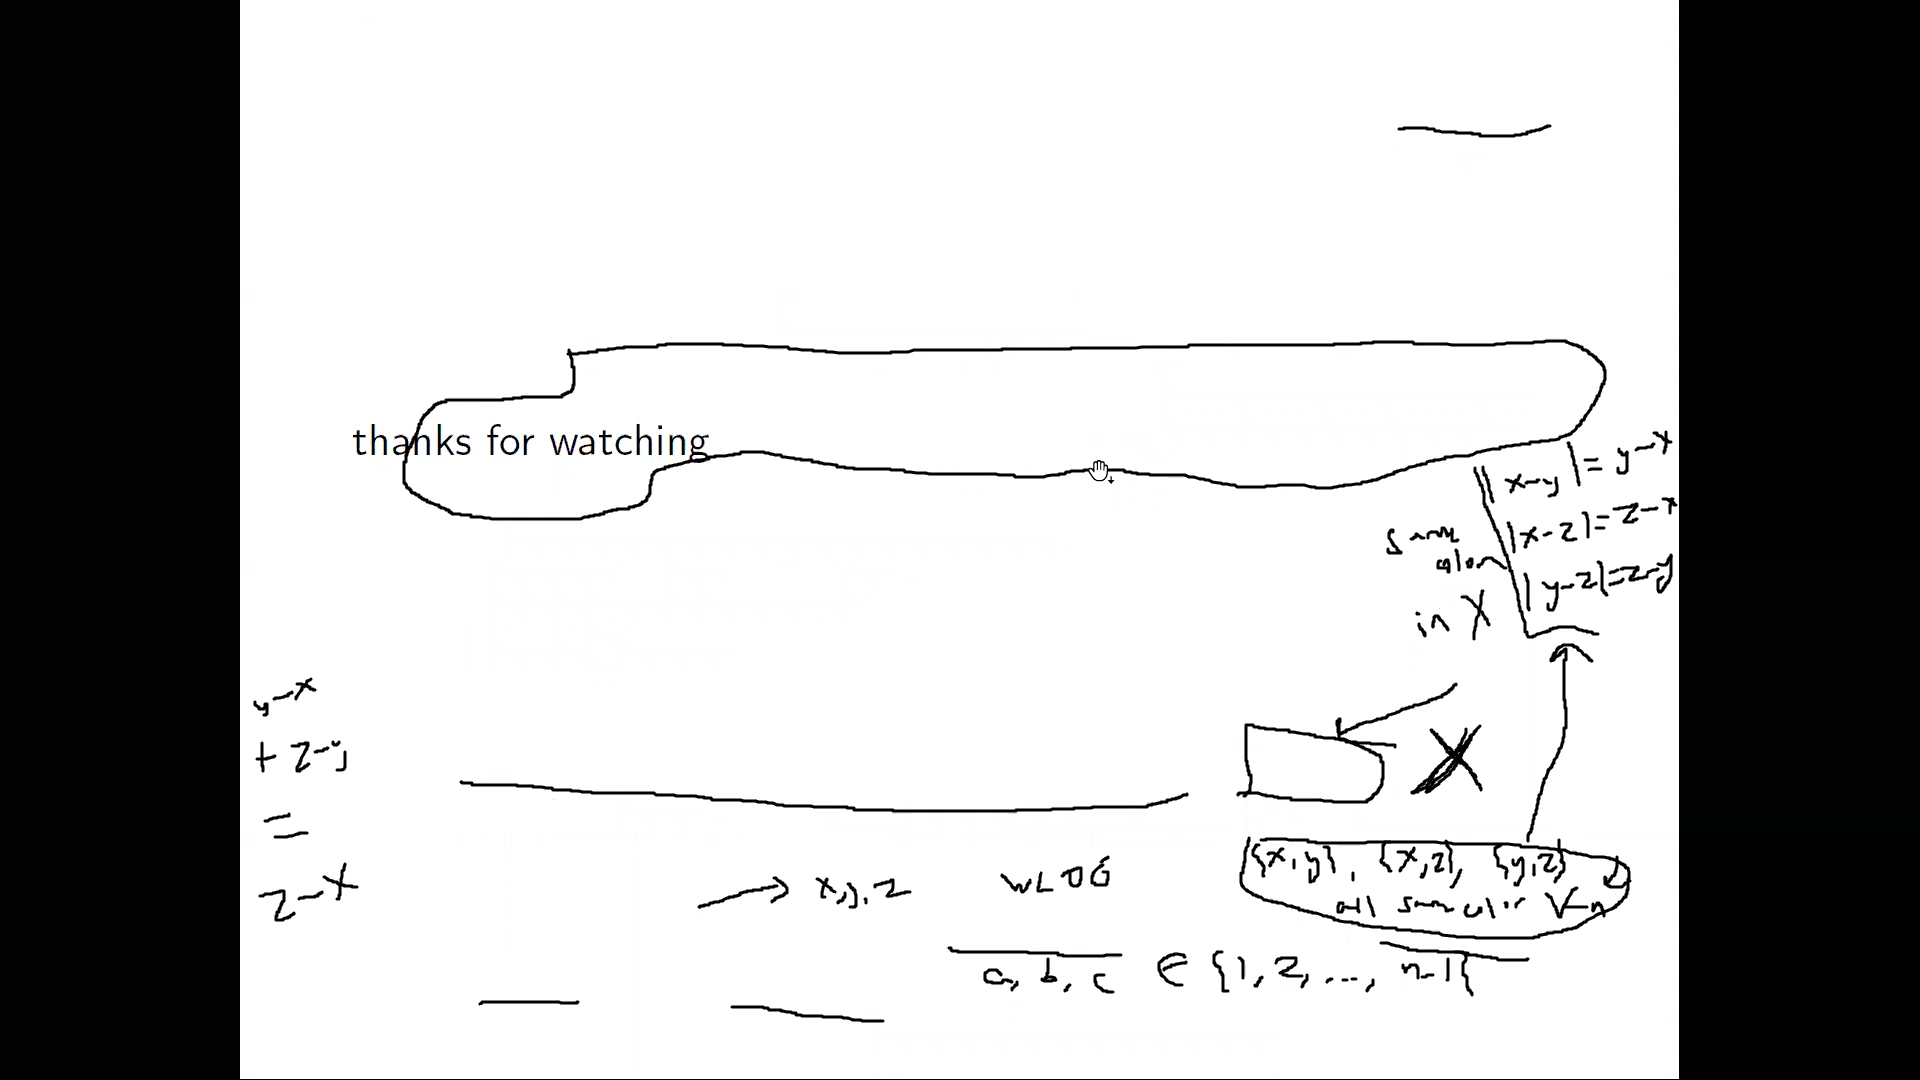 thanks for watching
|x-y| = y-x
|x-z| = z-x
|y-z| = z-y
same
color
in X
y-x
+ z-y
=
z-x
X
x,y,z WLOG
{x,y}, {x,z}, {y,z}
all same color
a, b, c ∈ {1, 2, ..., n-1{